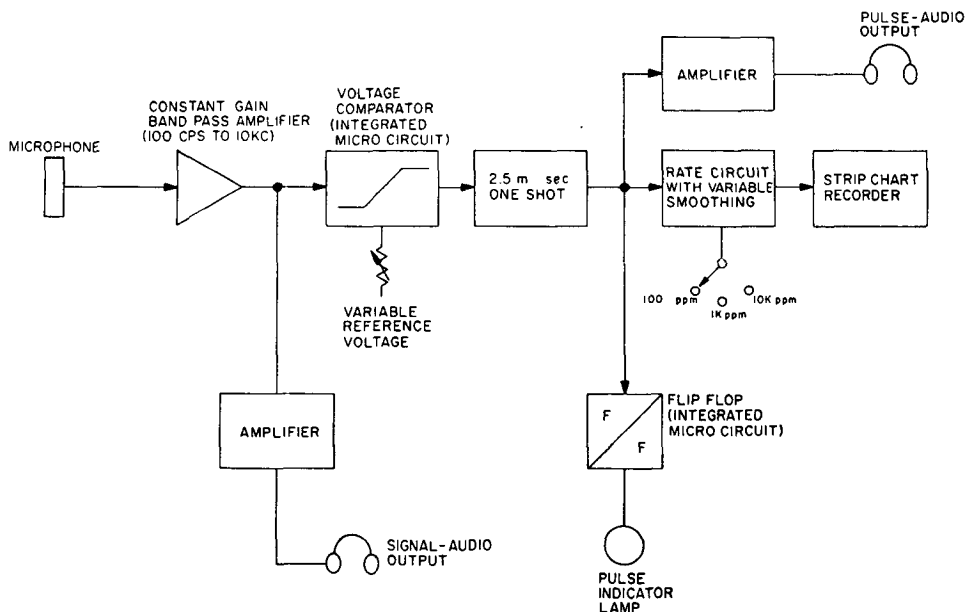 MICROPHONE
CONSTANT GAIN
BAND PASS AMPLIFIER
(100 CPS TO 10KC)
VOLTAGE
COMPARATOR
(INTEGRATED
MICRO CIRCUIT)
VARIABLE
REFERENCE
VOLTAGE
2.5 m sec
ONE SHOT
AMPLIFIER
PULSE-AUDIO
OUTPUT
RATE CIRCUIT
WITH VARIABLE
SMOOTHING
STRIP CHART
RECORDER
100 ppm
1K ppm
10K ppm
AMPLIFIER
SIGNAL-AUDIO
OUTPUT
F
F
FLIP FLOP
(INTEGRATED
MICRO CIRCUIT)
PULSE
INDICATOR
LAMP